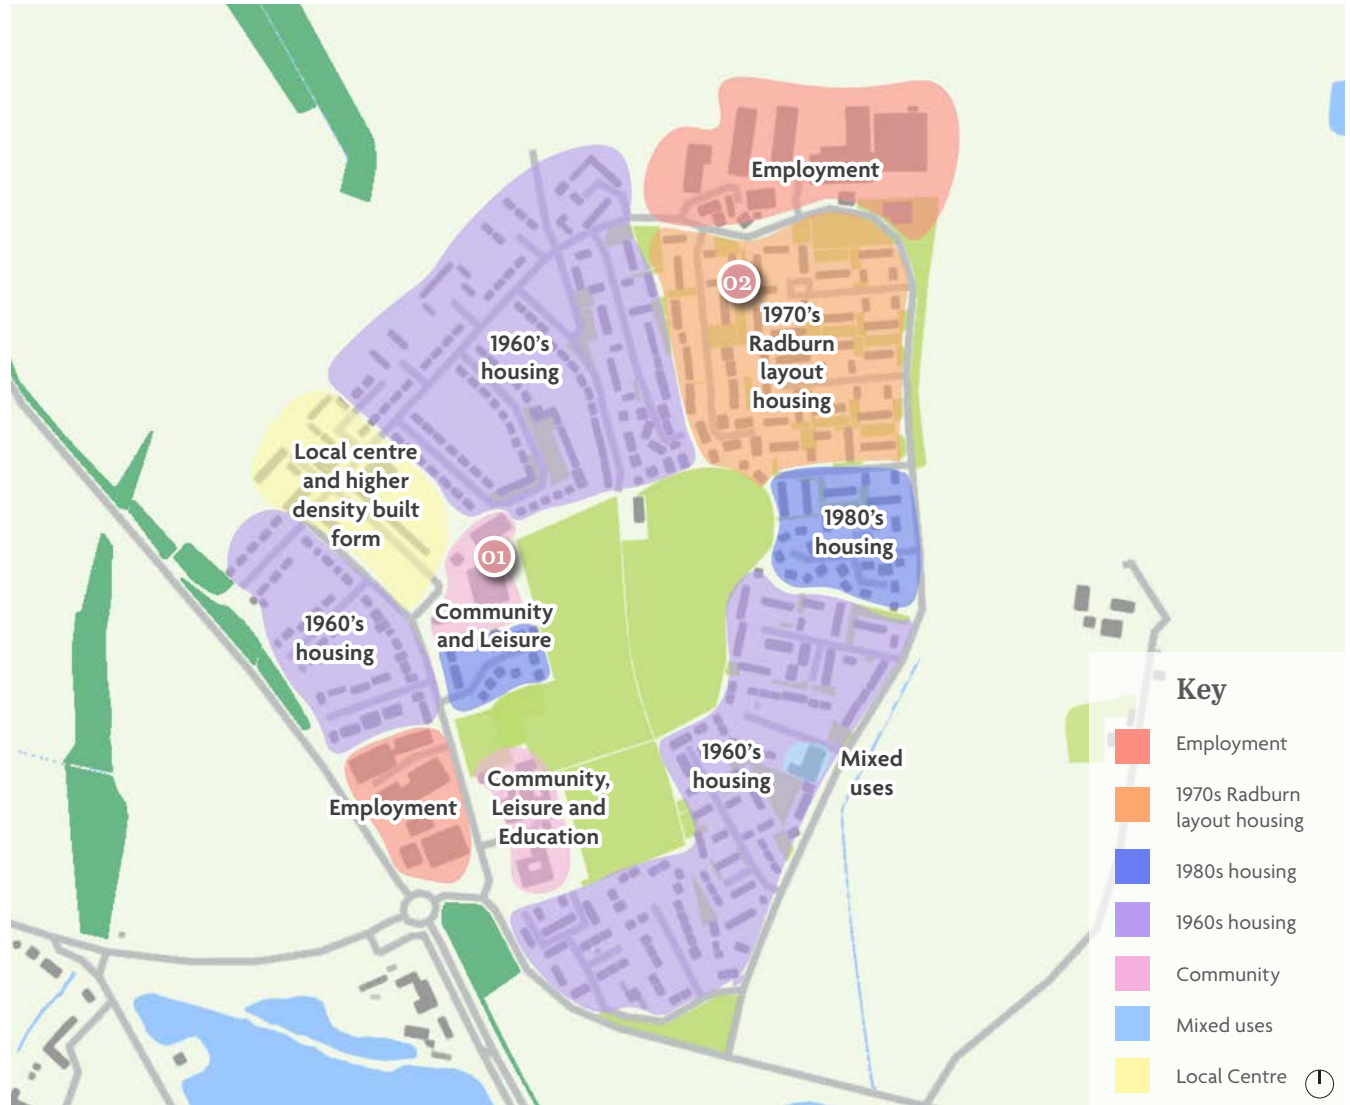 Employment
02
1970's
Radburn
layout
housing
1960's
housing
Local centre
and higher
density built
form
1980's
housing
01
Community
and Leisure
1960's
housing
1960's
housing
Mixed
uses
Employment
Community,
Leisure and
Education
Key
Employment
1970s Radburn
layout housing
1980s housing
1960s housing
Community
Mixed uses
Local Centre